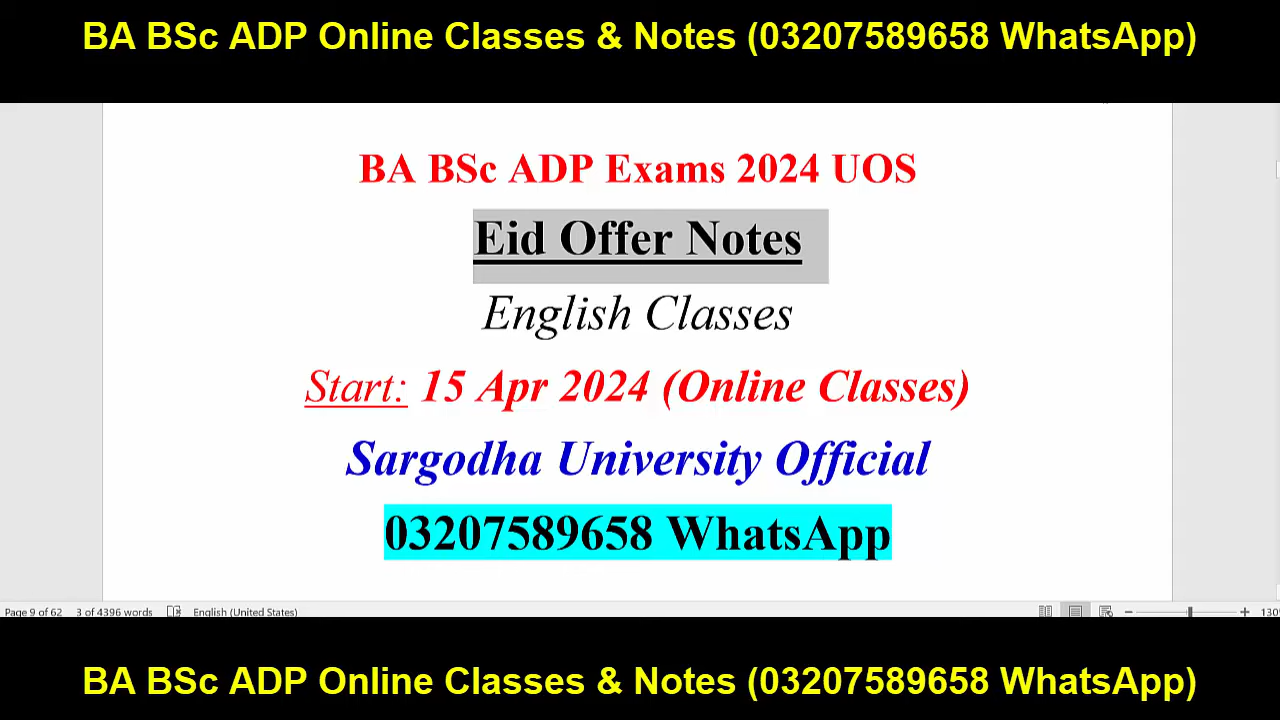 BA BSc ADP Online Classes & Notes (03207589658 WhatsApp)
BA BSc ADP Exams 2024 UOS
Eid Offer Notes
English Classes
Start: 15 Apr 2024 (Online Classes)
Sargodha University Official
03207589658 WhatsApp
Page 9 of 62 3 of 4396 words English (United States) 130%
BA BSc ADP Online Classes & Notes (03207589658 WhatsApp)